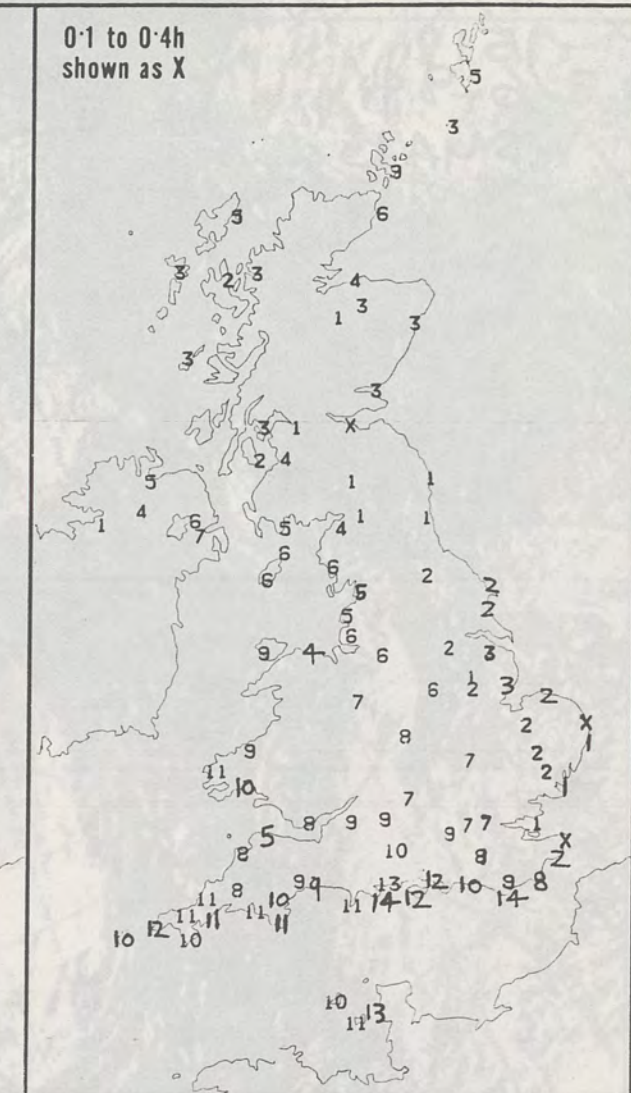 0·1 to 0·4h
shown as X
5
3
3
6
5
3 2 3 4
1 3 3
3
3
3 1 X
2 4
5 1 1
1 4 6 7 5 4 1 1
6 6
6 5 2 2
5 2
6
9 4 6 2 3
7 6 1 2 3 2
8 2 X 1
9 7 2
11 10 2 1
7
5 8 9 9 9 7 7 1 X
8 10 8 2
8 9 9 13 12 10 9 8
11 10 11 14 12 14
10 12 11 10 11 11 11
10 13
11